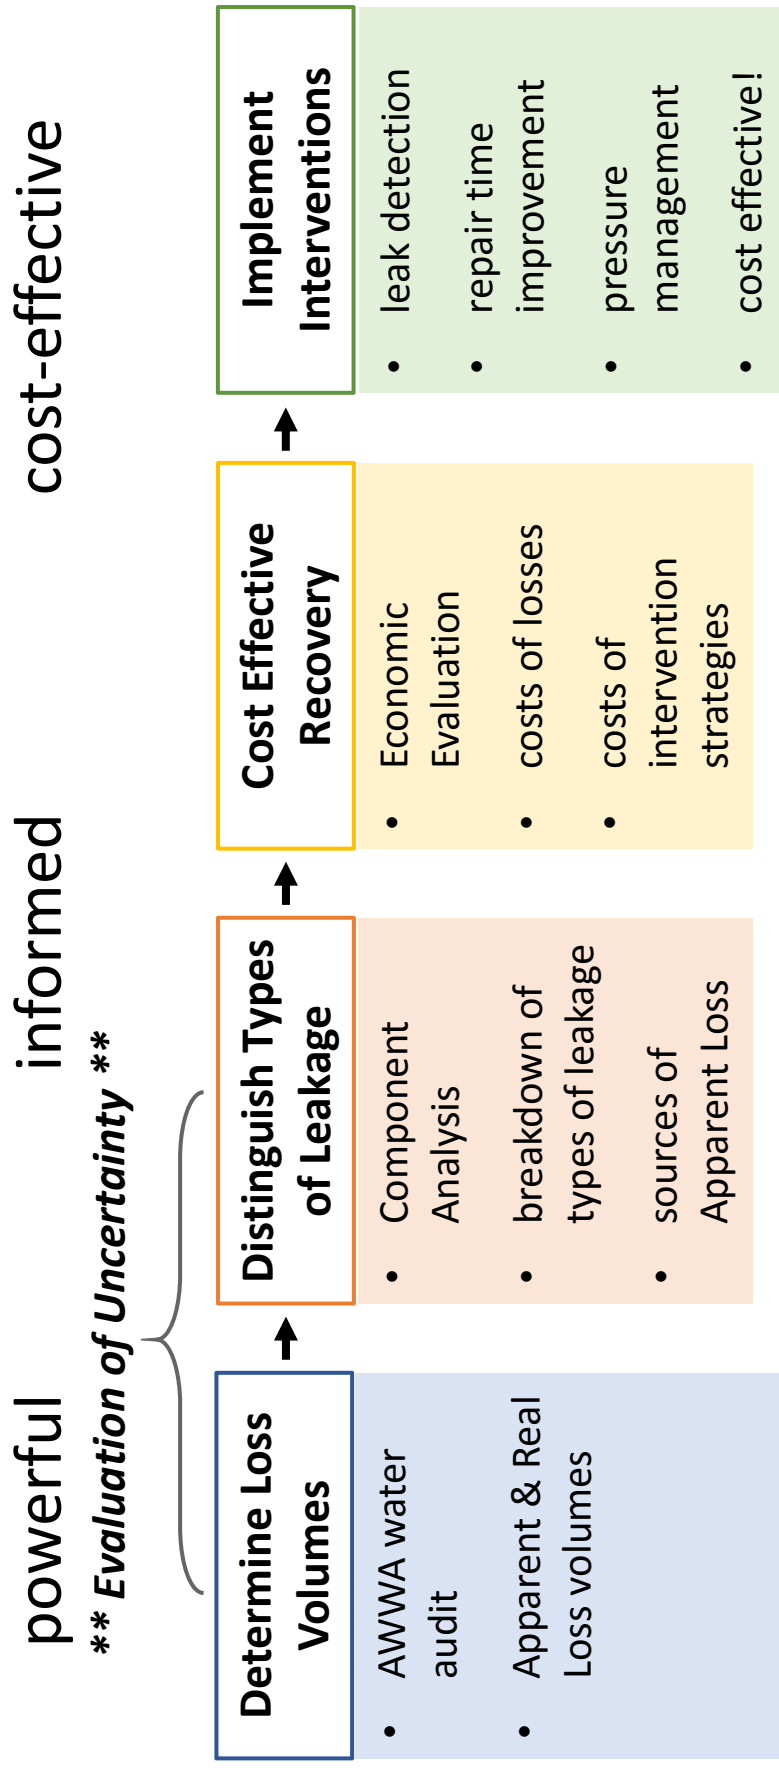 powerful
informed
cost-effective
** Evaluation of Uncertainty **
Determine Loss
Volumes
• AWWA water
audit
• Apparent & Real
Loss volumes
Distinguish Types
of Leakage
• Component
Analysis
• breakdown of
types of leakage
• sources of
Apparent Loss
Cost Effective
Recovery
• Economic
Evaluation
• costs of losses
• costs of
intervention
strategies
Implement
Interventions
• leak detection
• repair time
improvement
• pressure
management
• cost effective!